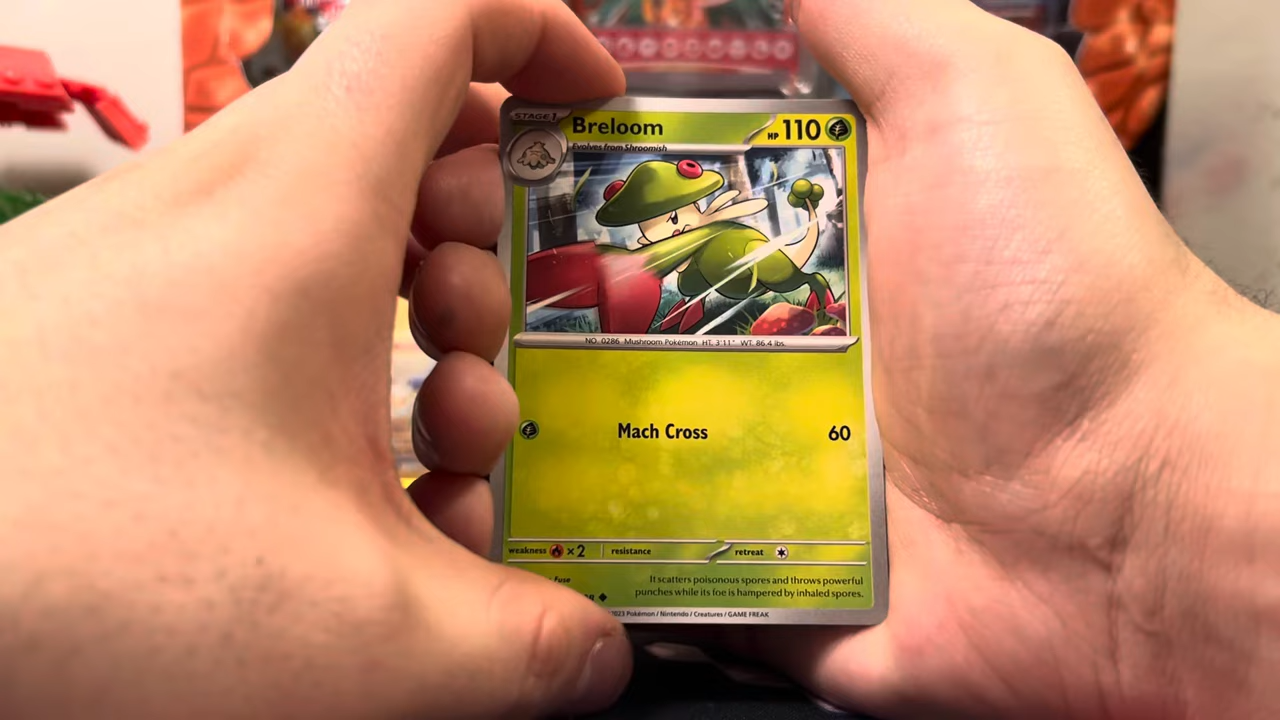 STAGE 1
Breloom
HP 110
Evolves from Shroomish
NO. 0286 Mushroom Pokémon HT. 3'11" WT. 86.4 lbs.
Mach Cross 60
weakness ×2 resistance retreat
Fuse
It scatters poisonous spores and throws powerful
punches while its foe is hampered by inhaled spores.
2023 Pokémon / Nintendo / Creatures / GAME FREAK